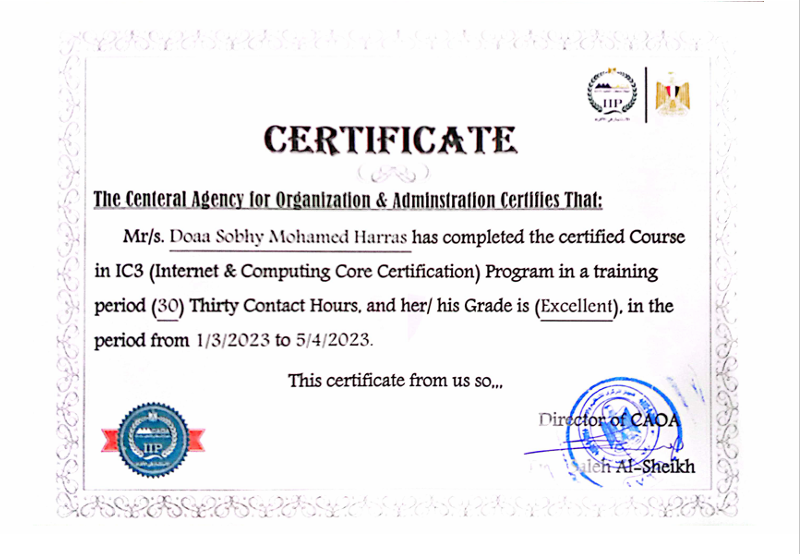 IIP
CERTIFICATE
The Centeral Agency for Organization & Adminstration Certifies That:
Mr/s. Doaa Sobhy Mohamed Harras has completed the certified Course
in IC3 (Internet & Computing Core Certification) Program in a training
period (30) Thirty Contact Hours, and her/ his Grade is (Excellent), in the
period from 1/3/2023 to 5/4/2023.
This certificate from us so,,,
Director of CAOA
Al-Sheikh
CAOA
IIP